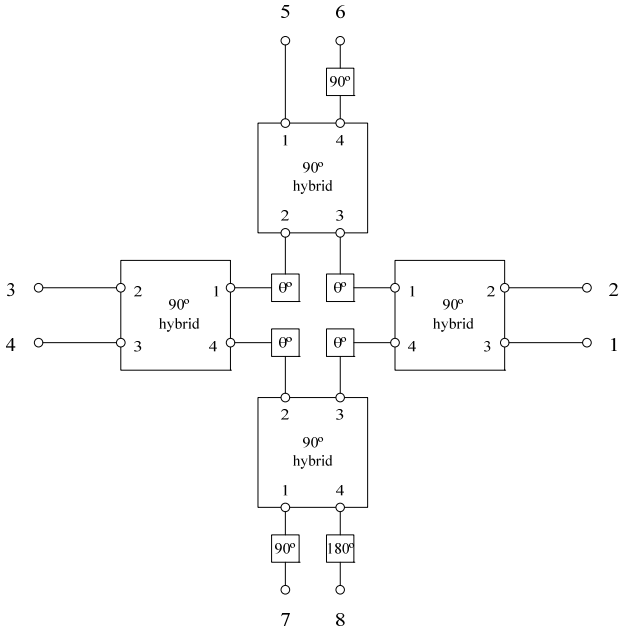 5 6
90º
1 4
90º
hybrid
2 3
3 2 1 θº θº 1 2 2
90º
hybrid
90º
hybrid
4 3 4 θº θº 4 3 1
2 3
90º
hybrid
1 4
90º 180º
7 8